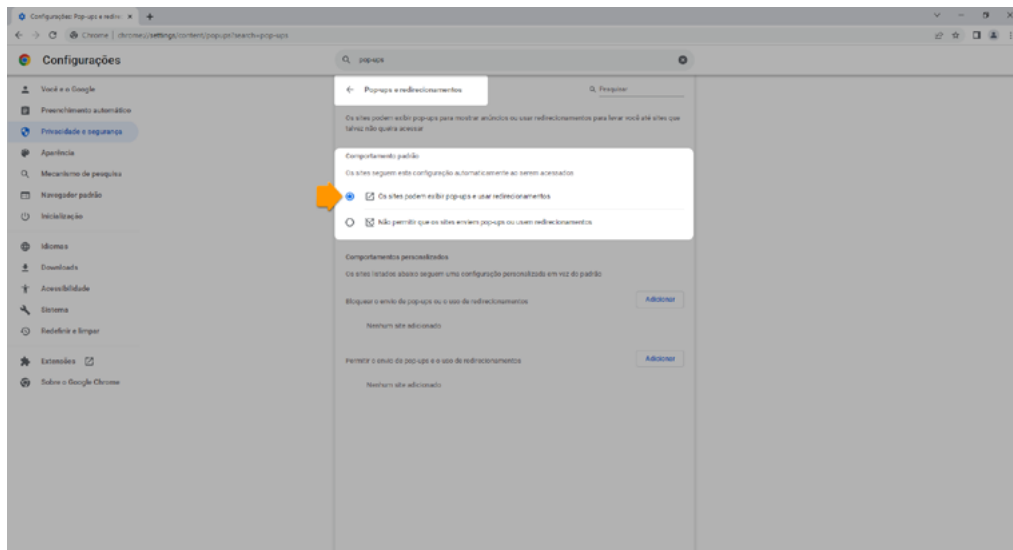 Configurações: Pop-ups e redire
Chrome | chrome://settings/content/popups?search=pop-ups
Configurações
pop-ups
Você e o Google
Preenchimento automático
Privacidade e segurança
Aparência
Mecanismo de pesquisa
Navegador padrão
Inicialização
Idiomas
Downloads
Acessibilidade
Sistema
Redefinir e limpar
Extensões
Sobre o Google Chrome
Pop-ups e redirecionamentos
Pesquisar
Os sites podem exibir pop-ups para mostrar anúncios ou usar redirecionamentos para levar você até sites que
talvez não queira acessar
Comportamento padrão
Os sites seguem esta configuração automaticamente ao serem acessados
Os sites podem exibir pop-ups e usar redirecionamentos
Não permitir que os sites enviem pop-ups ou usem redirecionamentos
Comportamentos personalizados
Os sites listados abaixo seguem uma configuração personalizada em vez do padrão
Bloquear o envio de pop-ups ou o uso de redirecionamentos
Adicionar
Nenhum site adicionado
Permitir o envio de pop-ups e o uso de redirecionamentos
Adicionar
Nenhum site adicionado